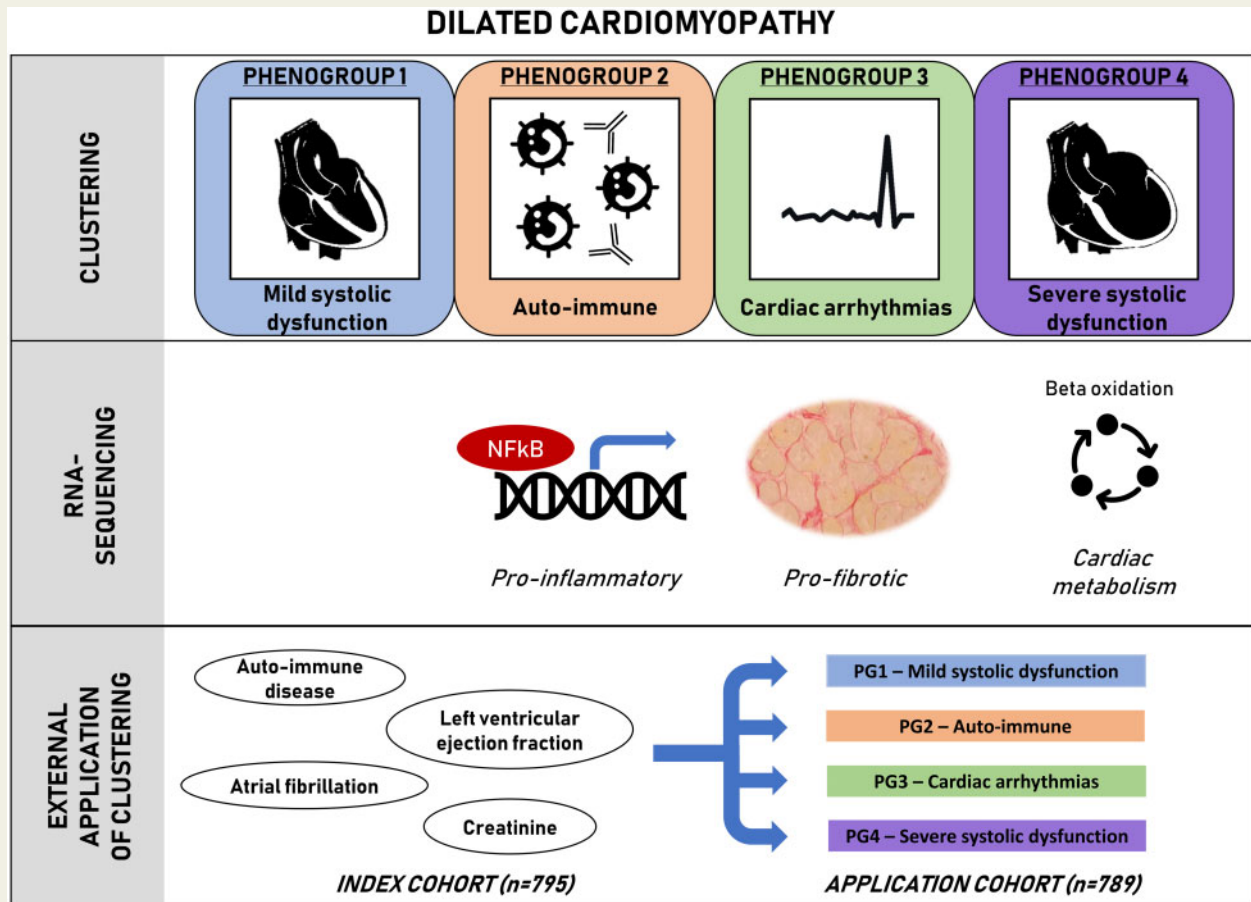 DILATED CARDIOMYOPATHY
CLUSTERING
PHENOGROUP 1
Mild systolic
dysfunction
PHENOGROUP 2
Auto-immune
PHENOGROUP 3
Cardiac arrhythmias
PHENOGROUP 4
Severe systolic
dysfunction
RNA-
SEQUENCING
NFkB
Pro-inflammatory
Pro-fibrotic
Beta oxidation
Cardiac
metabolism
EXTERNAL
APPLICATION
OF CLUSTERING
Auto-immune
disease
Left ventricular
ejection fraction
Atrial fibrillation
Creatinine
INDEX COHORT (n=795)
PG1 – Mild systolic dysfunction
PG2 – Auto-immune
PG3 – Cardiac arrhythmias
PG4 – Severe systolic dysfunction
APPLICATION COHORT (n=789)